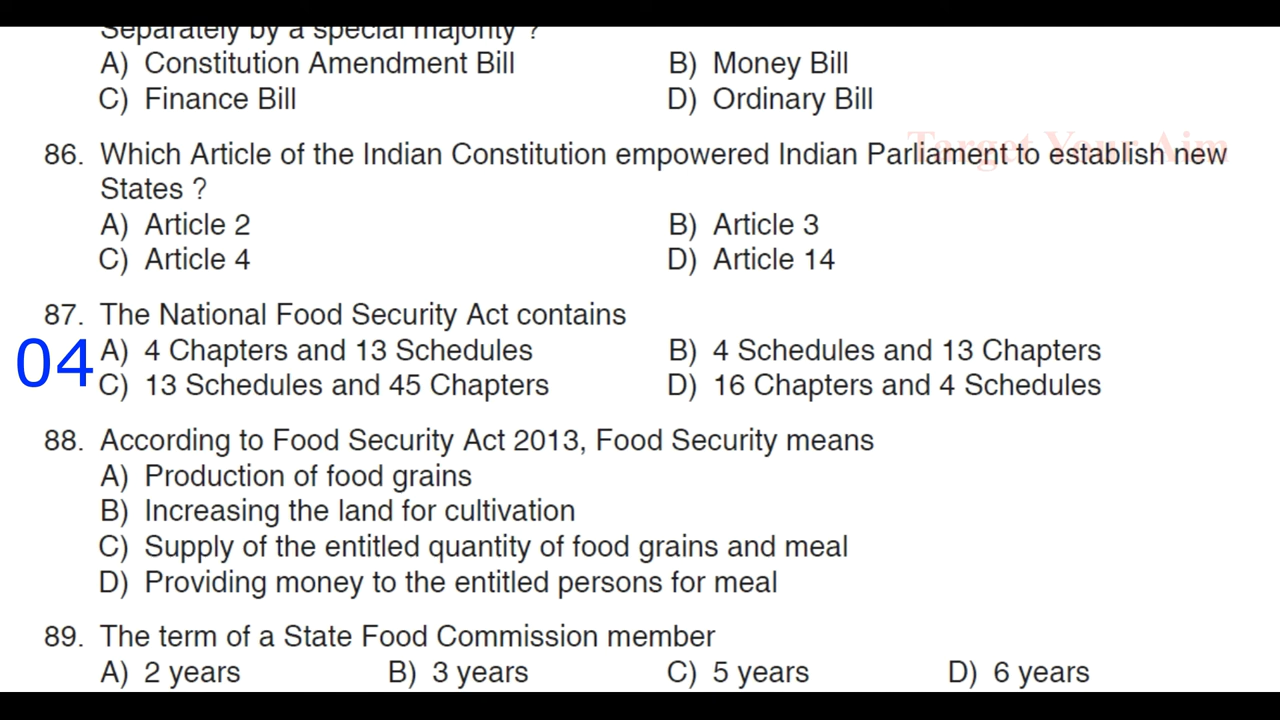 Separately by a special majority ?
A) Constitution Amendment Bill B) Money Bill
C) Finance Bill D) Ordinary Bill
Target Your Aim
86. Which Article of the Indian Constitution empowered Indian Parliament to establish new
States ?
A) Article 2 B) Article 3
C) Article 4 D) Article 14
87. The National Food Security Act contains
04
A) 4 Chapters and 13 Schedules B) 4 Schedules and 13 Chapters
C) 13 Schedules and 45 Chapters D) 16 Chapters and 4 Schedules
88. According to Food Security Act 2013, Food Security means
A) Production of food grains
B) Increasing the land for cultivation
C) Supply of the entitled quantity of food grains and meal
D) Providing money to the entitled persons for meal
89. The term of a State Food Commission member
A) 2 years B) 3 years C) 5 years D) 6 years